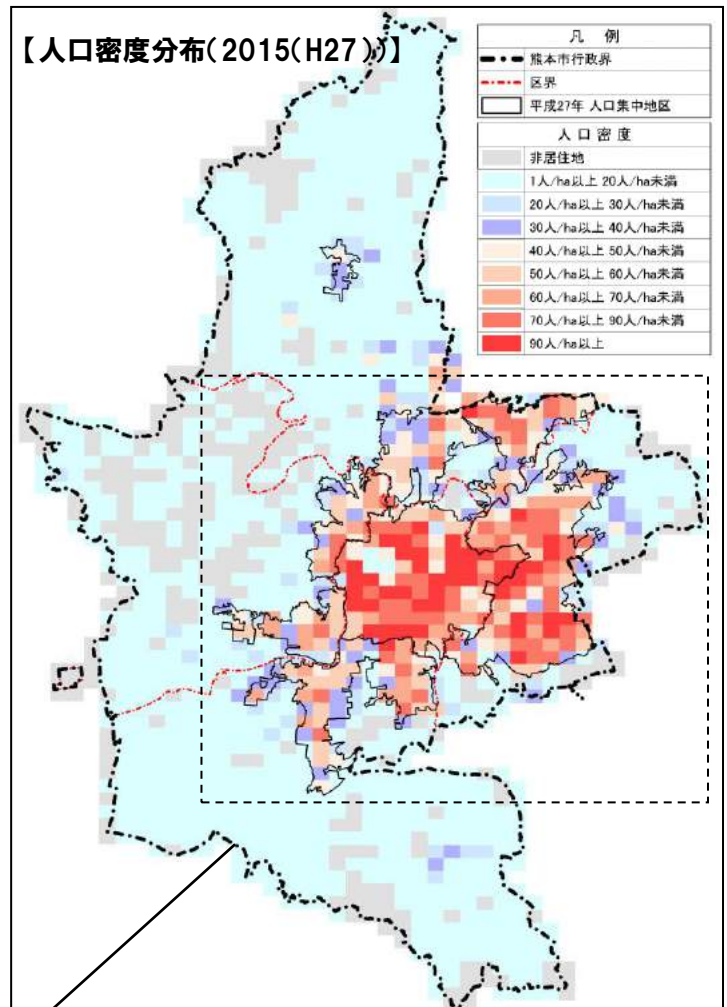 【人口密度分布(2015(H27))】
凡 例
熊本市行政界
区界
平成27年 人口集中地区
人口密度
非居住地
1人/ha以上 20人/ha未満
20人/ha以上 30人/ha未満
30人/ha以上 40人/ha未満
40人/ha以上 50人/ha未満
50人/ha以上 60人/ha未満
60人/ha以上 70人/ha未満
70人/ha以上 90人/ha未満
90人/ha以上